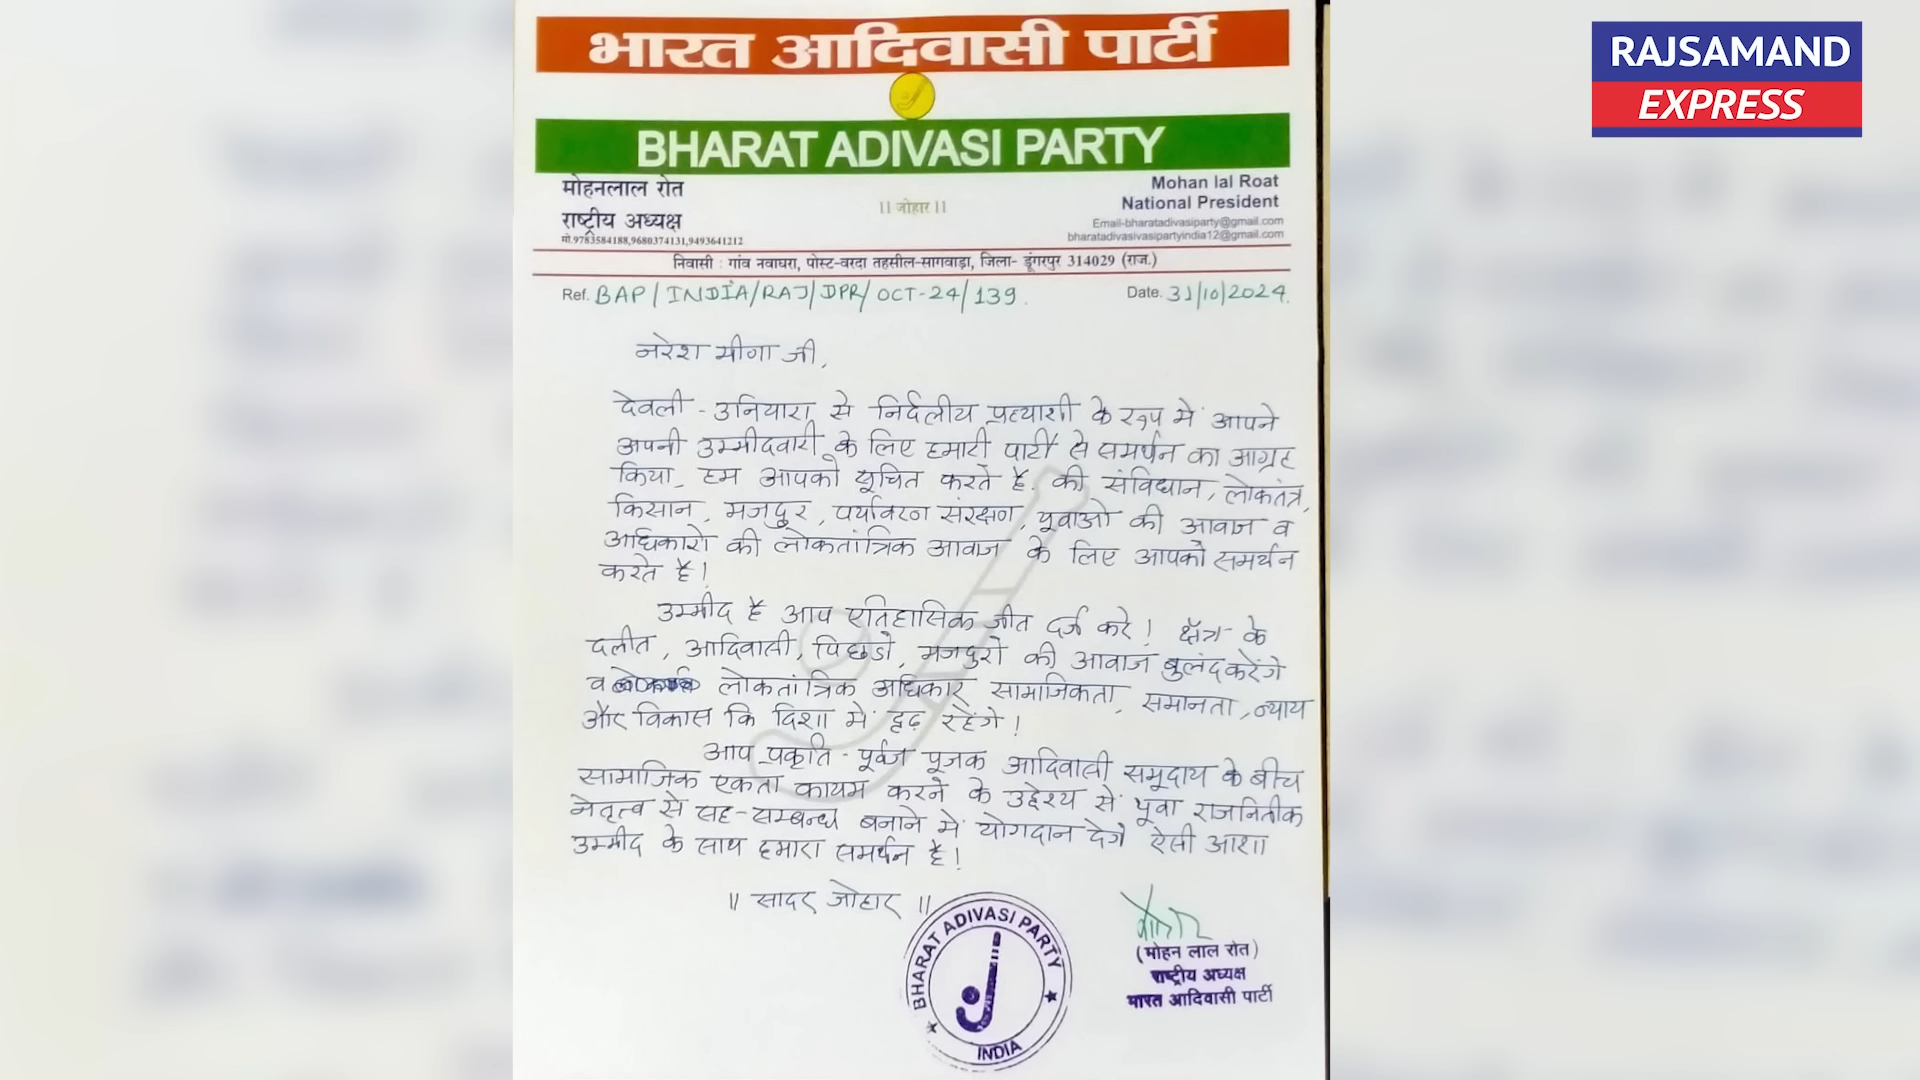 भारत आदिवासी पार्टी
BHARAT ADIVASI PARTY
मोहनलाल रोत
राष्ट्रीय अध्यक्ष
मो.9783584188,9680374131,9493641212
।। जोहार ।।
Mohan lal Roat
National President
Email-bharatadivasiparty@gmail.com
bharatadivasivasipartyindia12@gmail.com
निवासी : गांव नवाघरा, पोस्ट-वरदा तहसील-सागवाड़ा, जिला- डूंगरपुर 314029 (राज.)
Ref. BAP/INDIA/RAJ/DPR/OCT-24/139.
Date. 31/10/2024.
नरेश मीणा जी,
देवली - उनियारा से निर्दलीय प्रत्याशी के रूप में आपने
अपनी उम्मीदवारी के लिए हमारी पार्टी से समर्थन का आग्रह
किया, हम आपको सूचित करते है. की संविधान, लोकतंत्र,
किसान, मजदुर, पर्यावरण संरक्षण, युवाओ की आवाज व
अधिकारो की लोकतांत्रिक आवाज के लिए आपको समर्थन
करते है!
उम्मीद है आप एतिहासिक जीत दर्ज करे! क्षेत्र के
दलीत, आदिवासी, पिछडो, मजदुरो की आवाज बुलंद करेंगे
व लोकतांत्रिक अधिकार, सामाजिकता, समानता, न्याय
और विकास कि दिशा में दृढ़ रहेंगे!
आप प्रकृति - पूर्वज पूजक आदिवासी समूदाय के बीच
सामाजिक एकता कायम करने के उद्देश्य से युवा राजनितीक
नेतृत्व से सह-सम्बन्ध बनाने में योगदान देगें ऐसी आशा
उम्मीद के साथ हमारा समर्थन है!
।। सादर जोहार ।।
BHARAT ADIVASI PARTY
INDIA
(मोहन लाल रोत)
राष्ट्रीय अध्यक्ष
भारत आदिवासी पार्टी
RAJSAMAND
EXPRESS